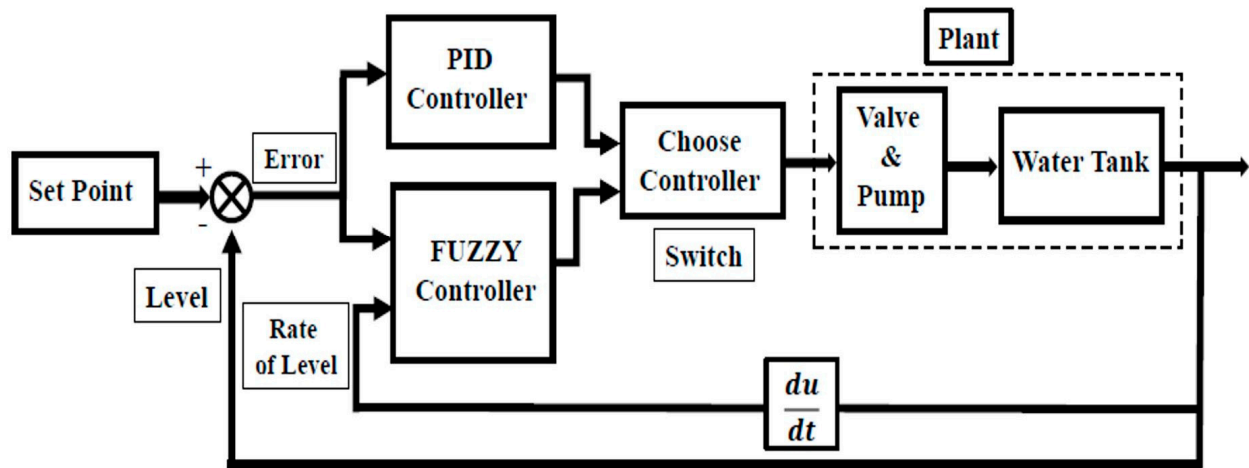 Plant
PID
Controller
Valve
&
Pump
Choose
Controller
Water Tank
Error
+
Set Point
-
FUZZY
Controller
Switch
Level
Rate
of Level
du
dt